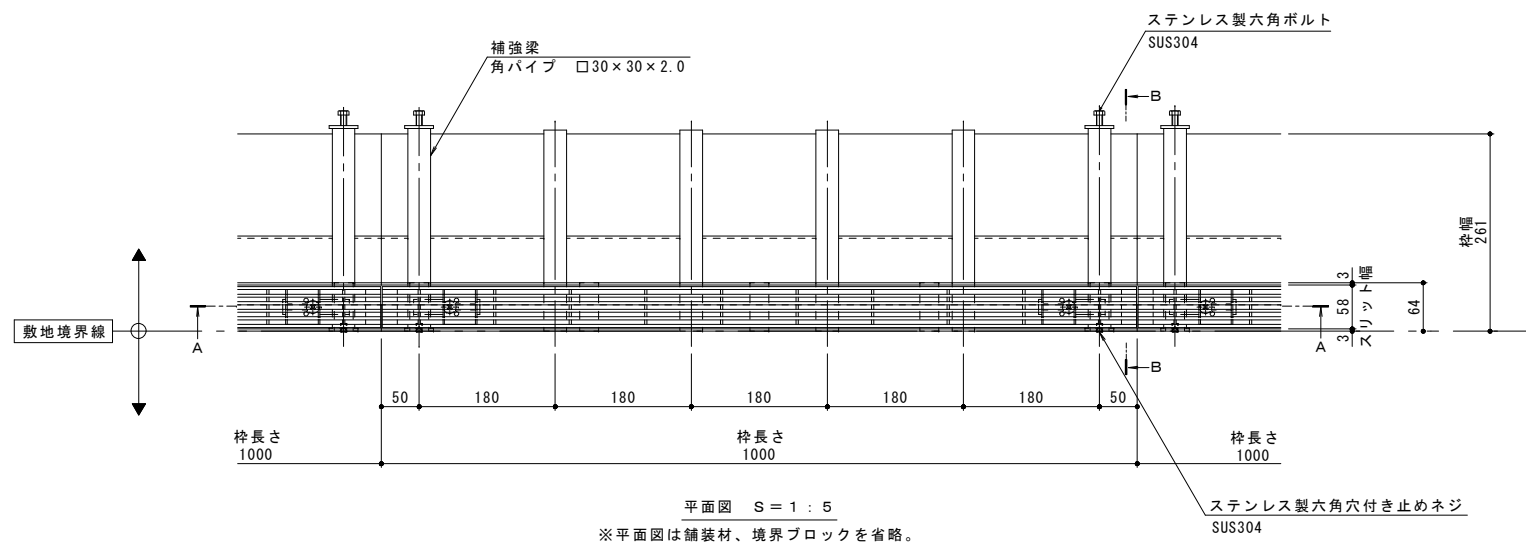 ステンレス製六角ボルト
SUS304
補強梁
角パイプ　□30×30×2.0
B
枠幅
261
3
58
3
スリット幅
64
敷地境界線
A
A
B
50
180
180
180
180
180
50
枠長さ
1000
枠長さ
1000
枠長さ
1000
平面図　S＝1：5
※平面図は舗装材、境界ブロックを省略。
ステンレス製六角穴付き止めネジ
SUS304